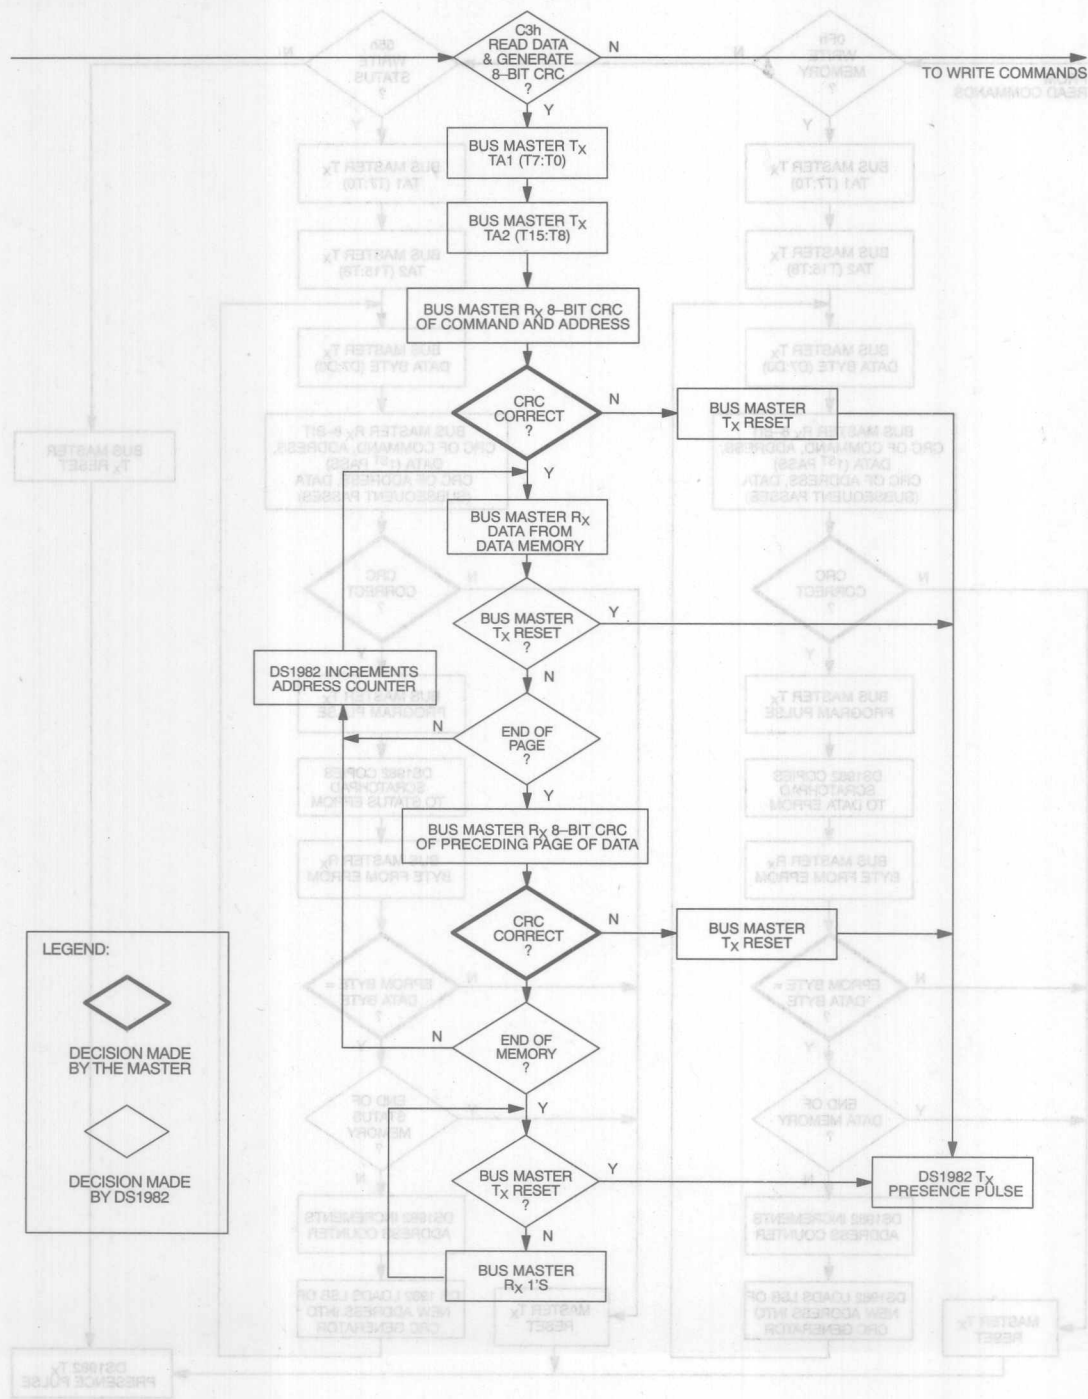 C3h
READ DATA
& GENERATE
8–BIT CRC
?
N
TO WRITE COMMANDS
Y
BUS MASTER TX
TA1 (T7:T0)
BUS MASTER TX
TA2 (T15:T8)
BUS MASTER RX 8–BIT CRC
OF COMMAND AND ADDRESS
CRC
CORRECT
?
N
BUS MASTER
TX RESET
Y
BUS MASTER RX
DATA FROM
DATA MEMORY
BUS MASTER
TX RESET
?
Y
N
DS1982 INCREMENTS
ADDRESS COUNTER
END OF
PAGE
?
N
Y
BUS MASTER RX 8-BIT CRC
OF PRECEDING PAGE OF DATA
CRC
CORRECT
?
N
BUS MASTER
TX RESET
END OF
MEMORY
?
N
Y
BUS MASTER
TX RESET
?
Y
DS1982 TX
PRESENCE PULSE
N
BUS MASTER
RX 1'S
LEGEND:
DECISION MADE
BY THE MASTER
DECISION MADE
BY DS1982